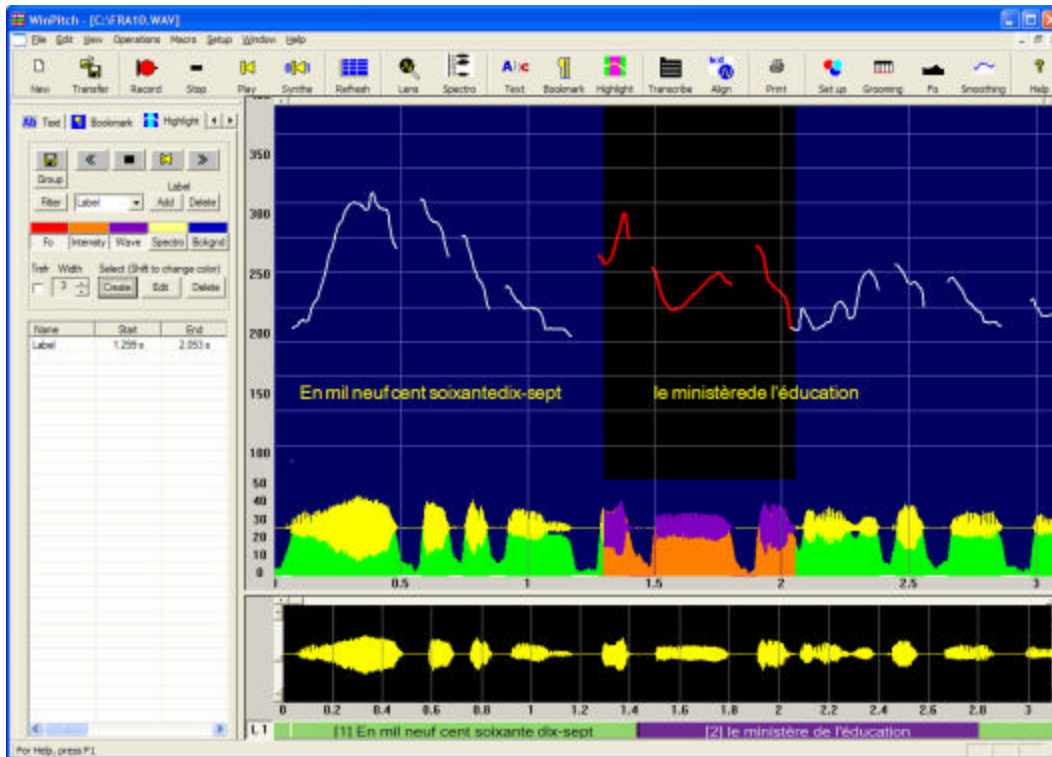 WinPitch - [C:\FRA10.WAV]
File Edit View Operations Macro Setup Window Help
New Transfer Record Stop Play Synthe Refresh Lens Spectro Text Bookmark Highlight Transcribe Align Print Set up Grooming Fo Smoothing Help
Ab Text Bookmark Highlight
Group
Label
Filter Label Add Delete
Fo Intensity Wave Spectro Bckgnd
Width Select (Shift to change color)
3 Create Edit Delete
Name Start End
Label 1.299 s 2.053 s
350
300
250
200
150
En mil neuf cent soixantedix-sept le ministèrede l'éducation
100
50
40
30
20
10
0
0.5 1 1.5 2 2.5 3
0 0.2 0.4 0.6 0.8 1 1.2 1.4 1.6 1.8 2 2.2 2.4 2.6 2.8 3
L 1 [1] En mil neuf cent soixante dix-sept [2] le ministère de l'éducation
For Help, press F1